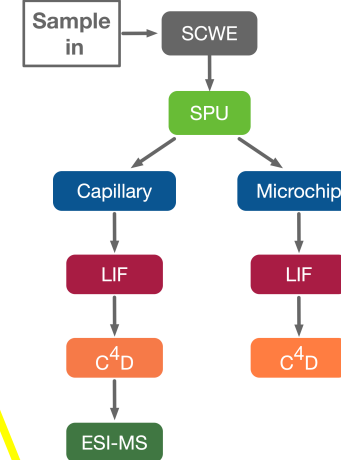 Sample
in
SCWE
SPU
Capillary
Microchip
LIF
LIF
C⁴D
C⁴D
ESI-MS